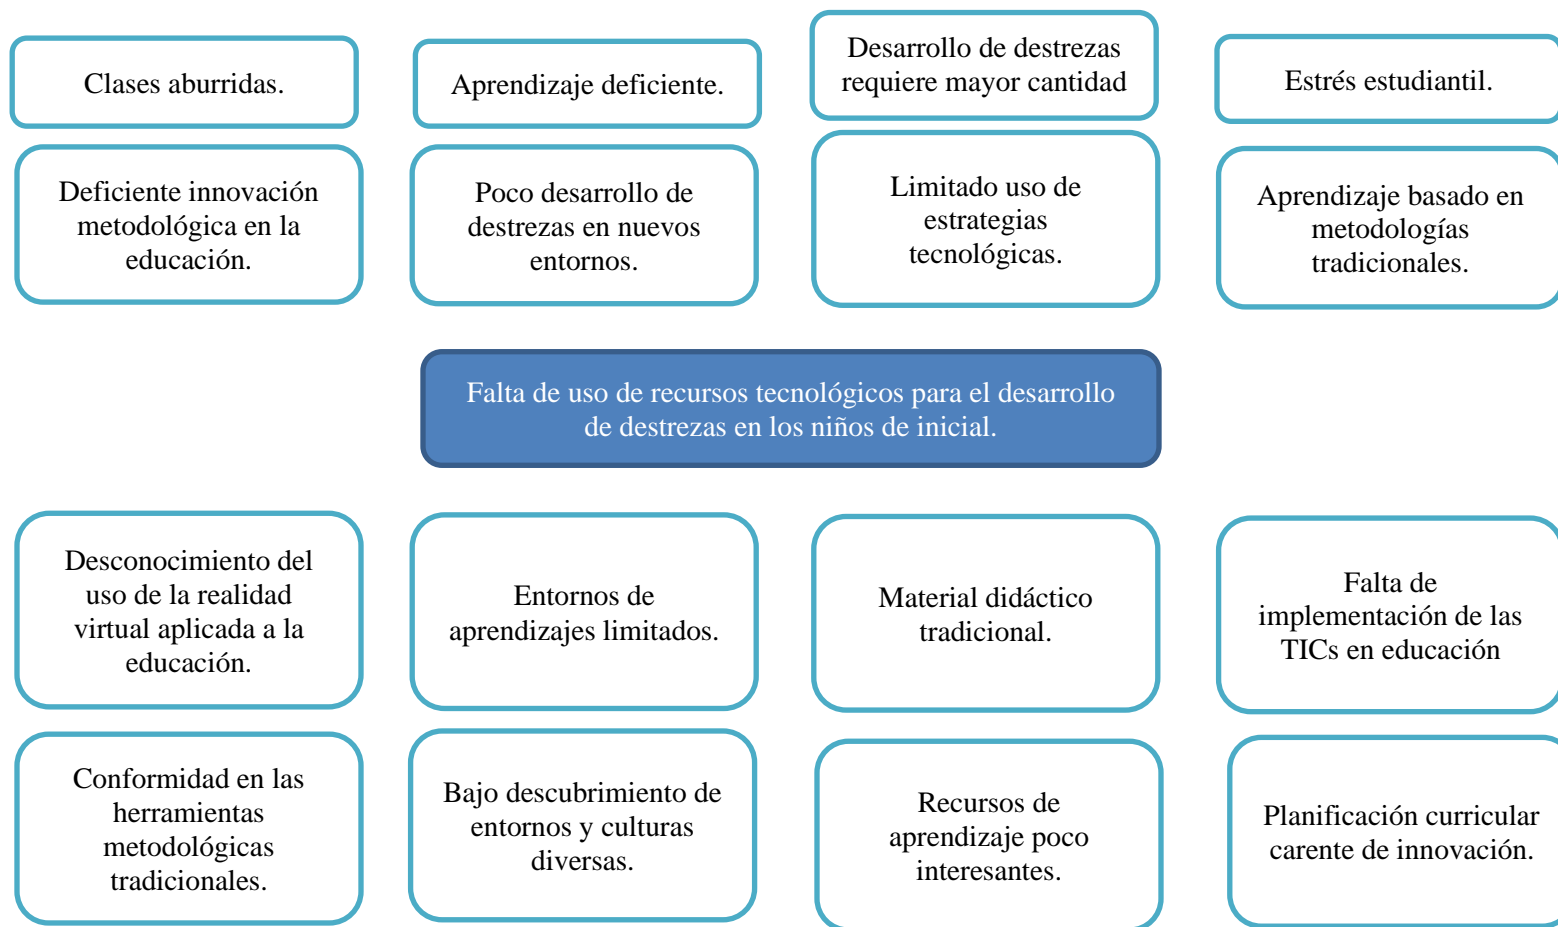 Clases aburridas.
Aprendizaje deficiente.
Desarrollo de destrezas
requiere mayor cantidad
Estrés estudiantil.
Deficiente innovación
metodológica en la
educación.
Poco desarrollo de
destrezas en nuevos
entornos.
Limitado uso de
estrategias
tecnológicas.
Aprendizaje basado en
metodologías
tradicionales.
Falta de uso de recursos tecnológicos para el desarrollo
de destrezas en los niños de inicial.
Desconocimiento del
uso de la realidad
virtual aplicada a la
educación.
Entornos de
aprendizajes limitados.
Material didáctico
tradicional.
Falta de
implementación de las
TICs en educación
Conformidad en las
herramientas
metodológicas
tradicionales.
Bajo descubrimiento de
entornos y culturas
diversas.
Recursos de
aprendizaje poco
interesantes.
Planificación curricular
carente de innovación.